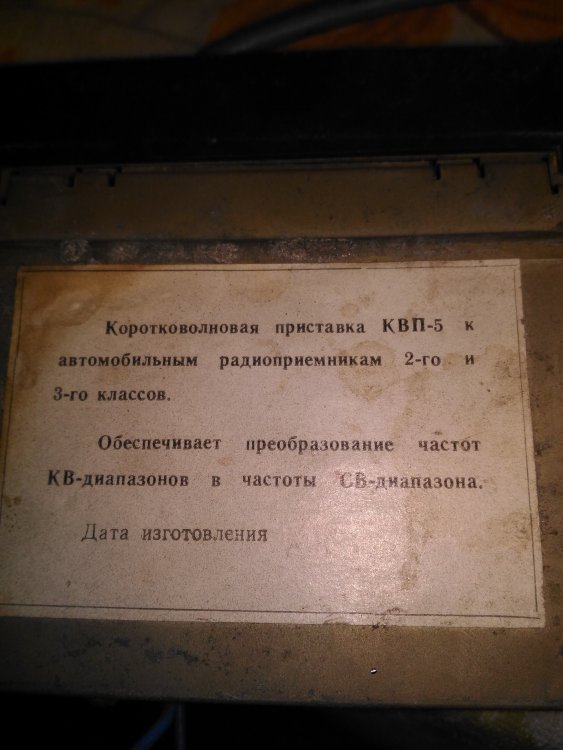 Коротковолновая приставка КВП-5 к
автомобильным радиоприемникам 2-го и
3-го классов.
Обеспечивает преобразование частот
КВ-диапазонов в частоты СВ-диапазона.
Дата изготовления